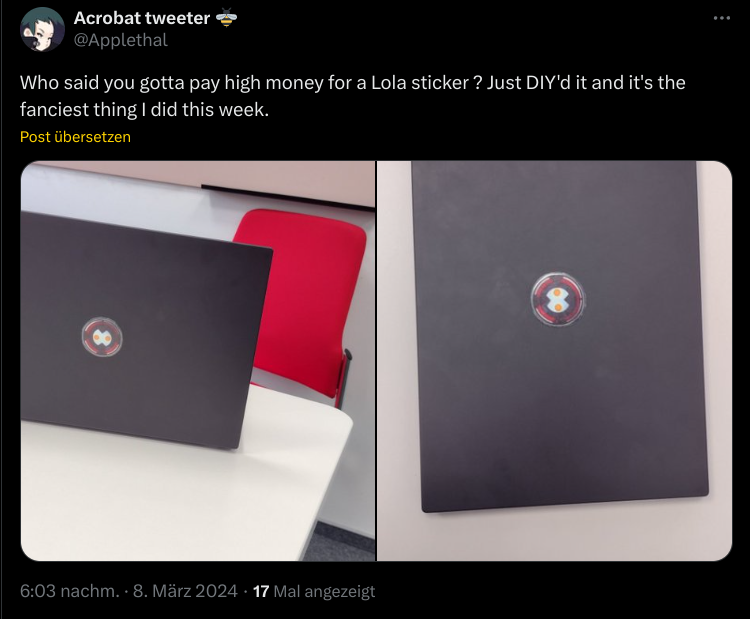 Acrobat tweeter 🐝
@Applethal
Who said you gotta pay high money for a Lola sticker ? Just DIY'd it and it's the
fanciest thing I did this week.
Post übersetzen
6:03 nachm. · 8. März 2024 · 17 Mal angezeigt